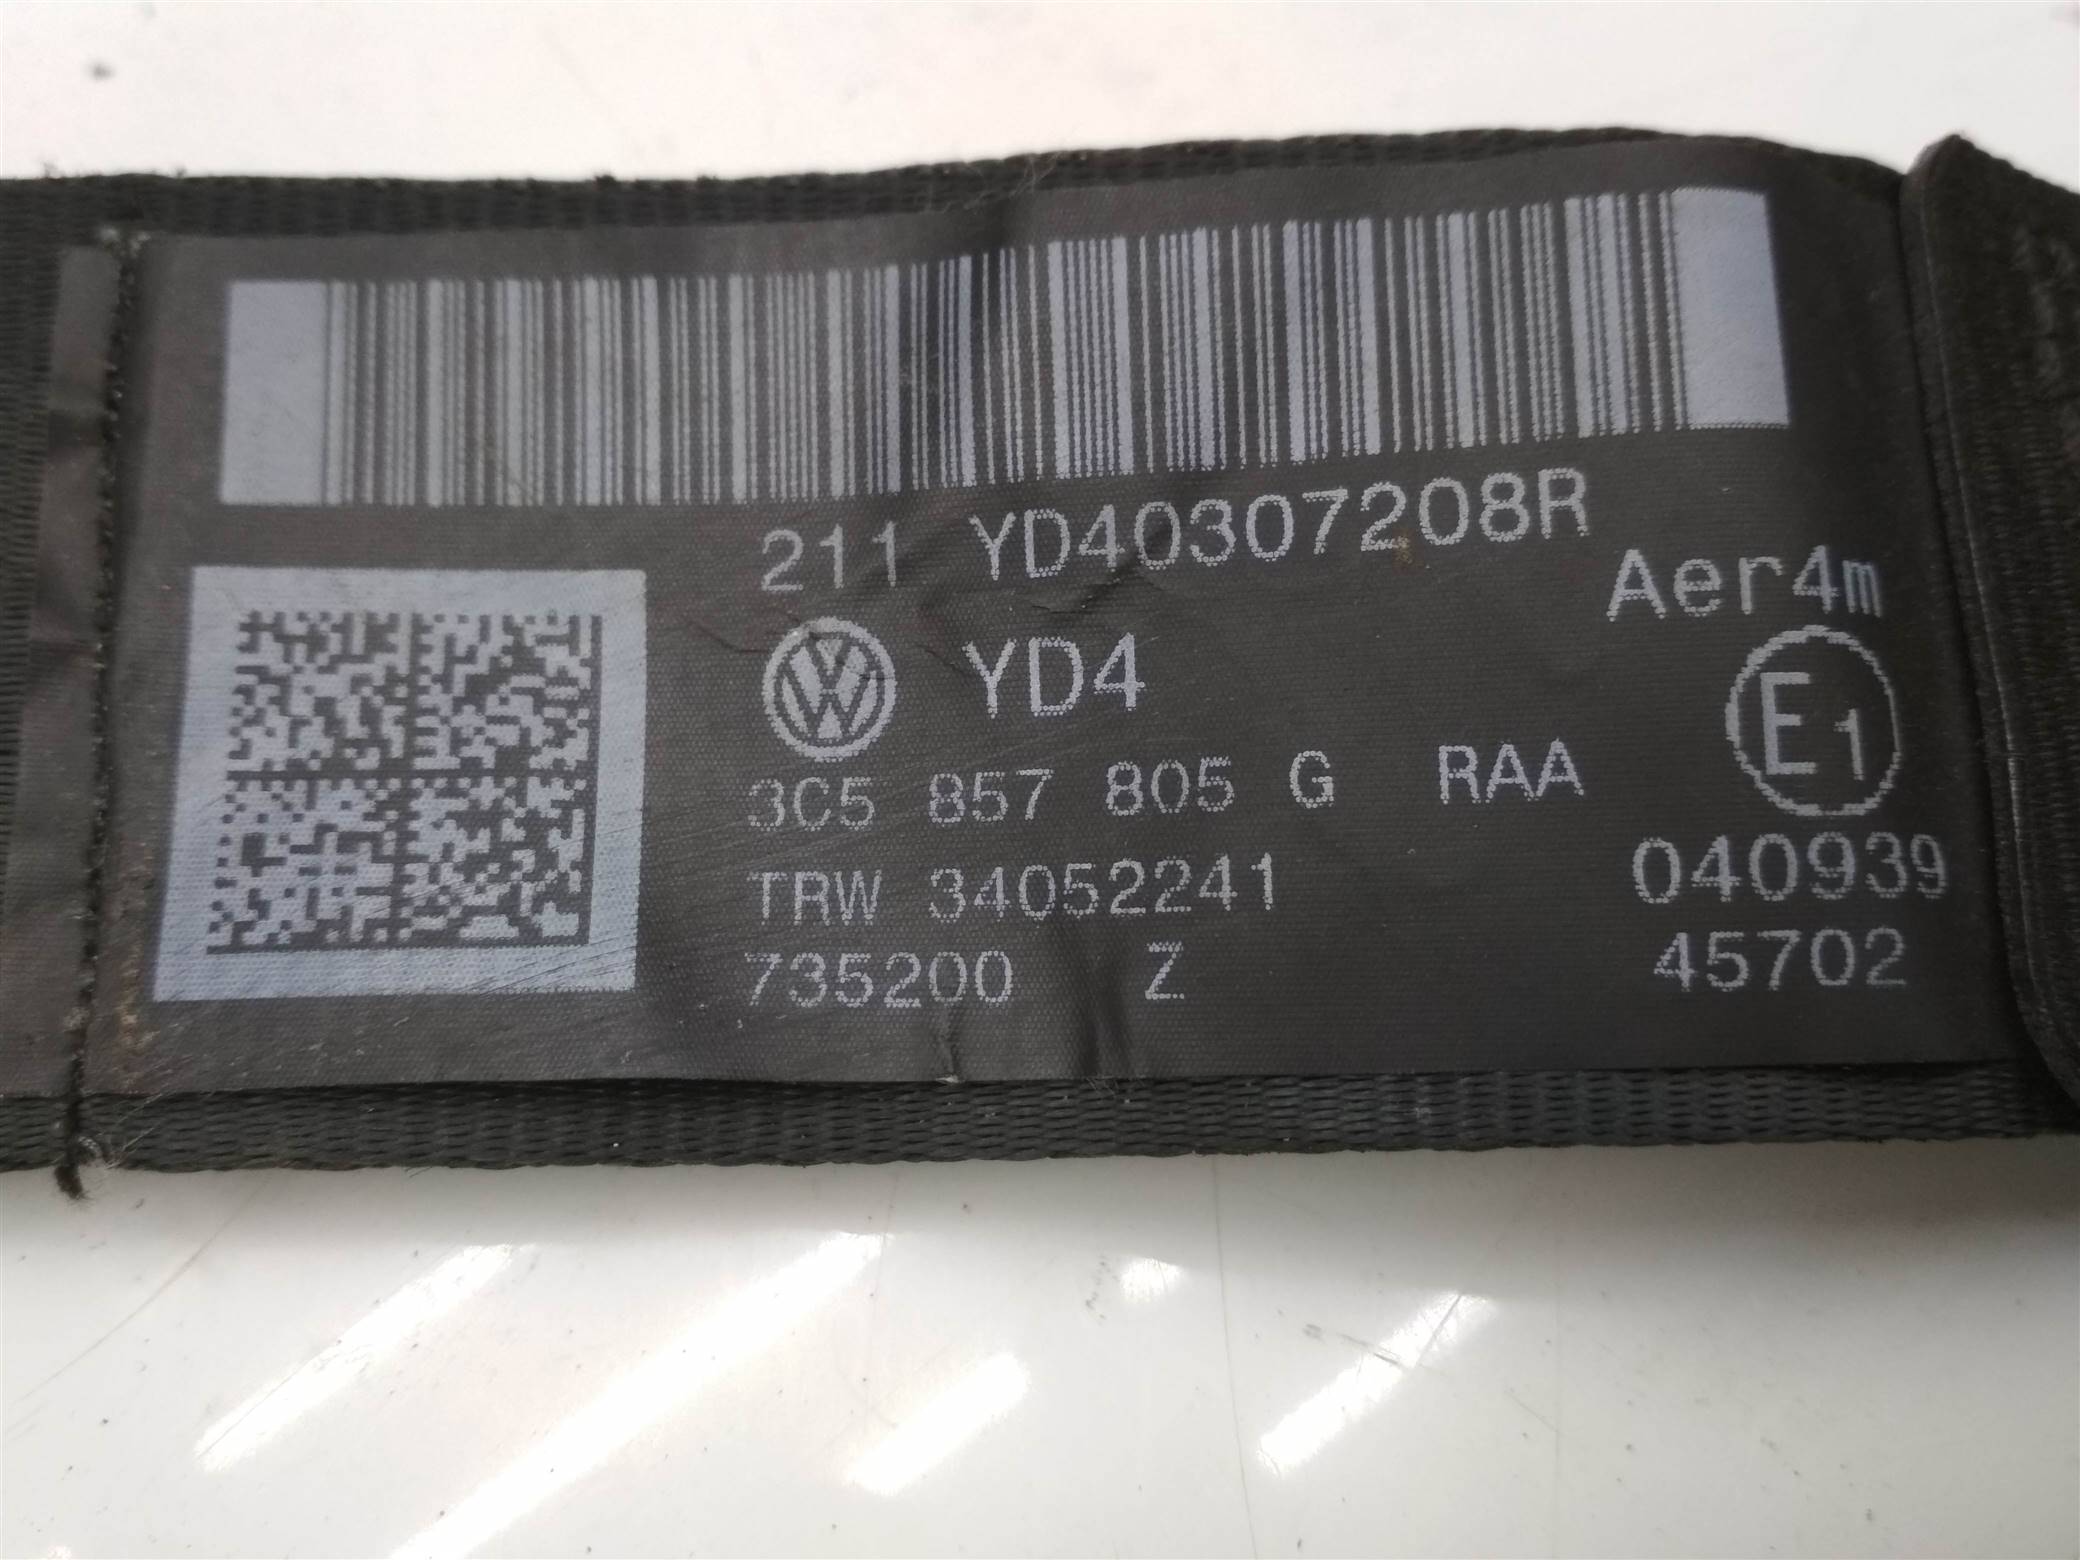 211 YD40307208R
Aer4m
YD4
E1
3C5 857 805 G RAA
TRW 34052241
040939
735200 Z
45702